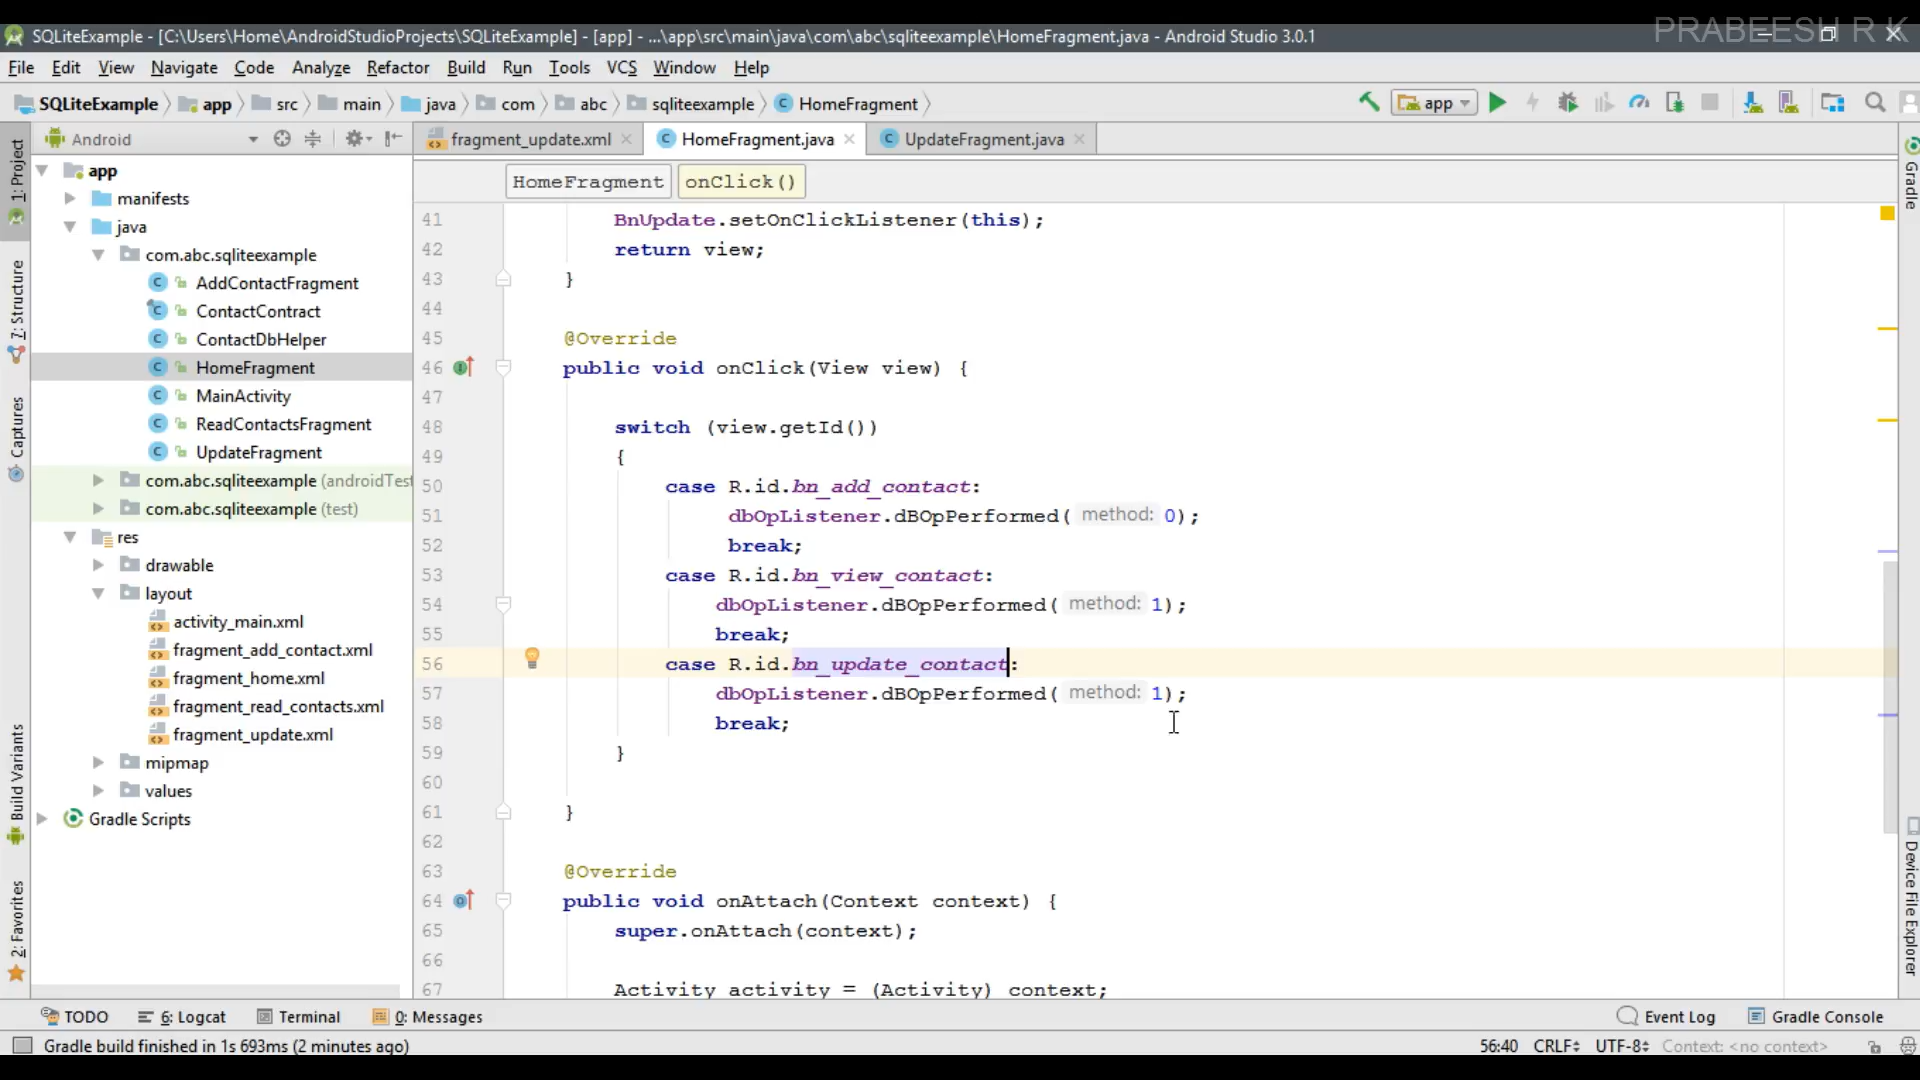 PRABEESH R K
SQLiteExample - [C:\Users\Home\AndroidStudioProjects\SQLiteExample] - [app] - ...\app\src\main\java\com\abc\sqliteexample\HomeFragment.java - Android Studio 3.0.1
File Edit View Navigate Code Analyze Refactor Build Run Tools VCS Window Help
SQLiteExample app src main java com abc sqliteexample HomeFragment app
Android
fragment_update.xml HomeFragment.java UpdateFragment.java
HomeFragment onClick()
1: Project
7: Structure
Captures
Build Variants
2: Favorites
app
manifests
java
com.abc.sqliteexample
AddContactFragment
ContactContract
ContactDbHelper
HomeFragment
MainActivity
ReadContactsFragment
UpdateFragment
com.abc.sqliteexample (androidTest
com.abc.sqliteexample (test)
res
drawable
layout
activity_main.xml
fragment_add_contact.xml
fragment_home.xml
fragment_read_contacts.xml
fragment_update.xml
mipmap
values
Gradle Scripts
41 BnUpdate.setOnClickListener(this);
42 return view;
43 }
44
45 @Override
46 public void onClick(View view) {
47
48 switch (view.getId())
49 {
50 case R.id.bn_add_contact:
51 dbOpListener.dBOpPerformed( method: 0);
52 break;
53 case R.id.bn_view_contact:
54 dbOpListener.dBOpPerformed( method: 1);
55 break;
56 case R.id.bn_update_contact:
57 dbOpListener.dBOpPerformed( method: 1);
58 break;
59 }
60
61 }
62
63 @Override
64 public void onAttach(Context context) {
65 super.onAttach(context);
66
67 Activity activity = (Activity) context;
Gradle
Device File Explorer
TODO 6: Logcat Terminal 0: Messages Event Log Gradle Console
Gradle build finished in 1s 693ms (2 minutes ago) 56:40 CRLF UTF-8 Context: <no context>